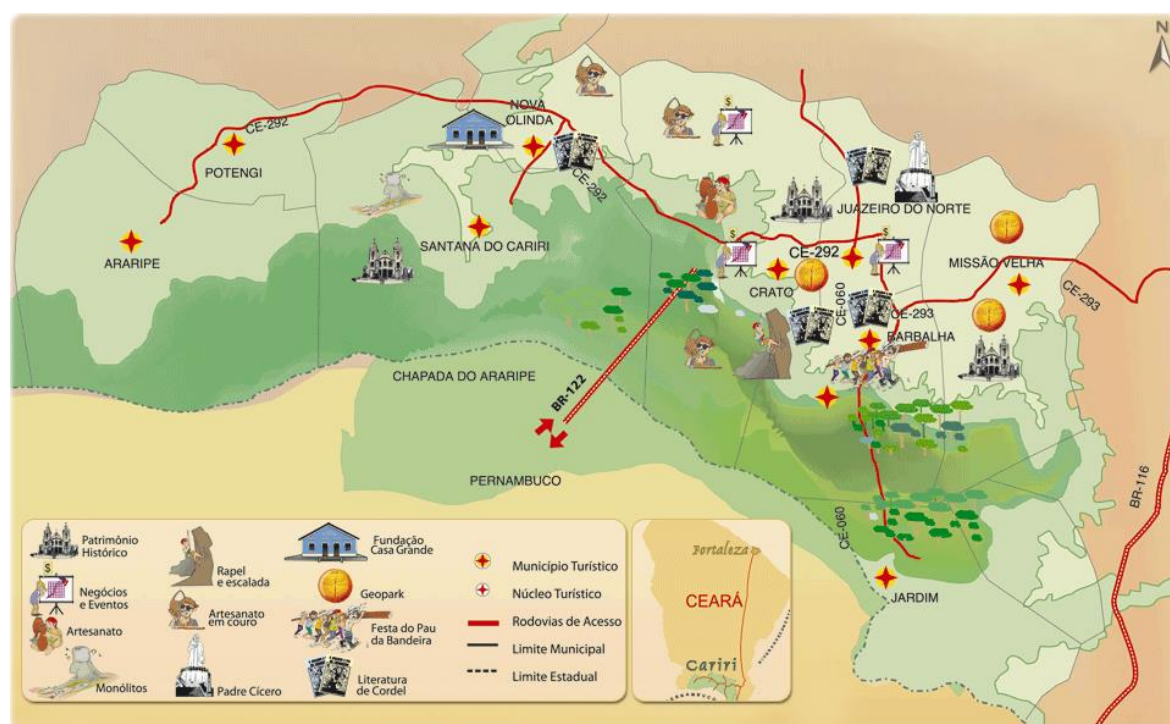 N
CE-292
NOVA
OLINDA
POTENGI
CE-292
JUAZEIRO DO NORTE
SANTANA DO CARIRI
ARARIPE
CE-292
MISSÃO VELHA
CRATO
CE-060
CE-293
CE-293
BARBALHA
CHAPADA DO ARARIPE
BR-122
PERNAMBUCO
BR-116
CE-060
JARDIM
Patrimônio
Histórico
$
Negócios
e Eventos
Artesanato
Monólitos
Rapel
e escalada
Artesanato
em couro
Padre Cícero
Fundação
Casa Grande
Geopark
Festa do Pau
da Bandeira
Literatura
de Cordel
Município Turístico
Núcleo Turístico
Rodovias de Acesso
Limite Municipal
Limite Estadual
Fortaleza
CEARÁ
Cariri